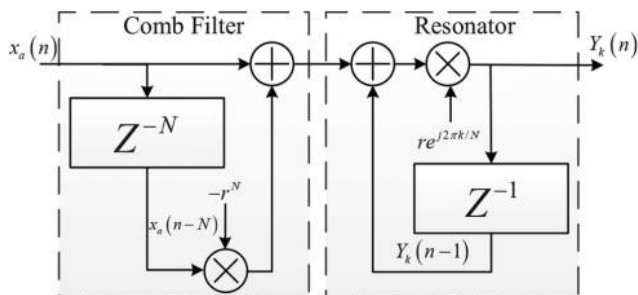 Comb Filter
Resonator
x_a(n)
Y_k(n)
Z^{-N}
re^{j2πk/N}
-r^N
x_a(n-N)
Z^{-1}
Y_k(n-1)